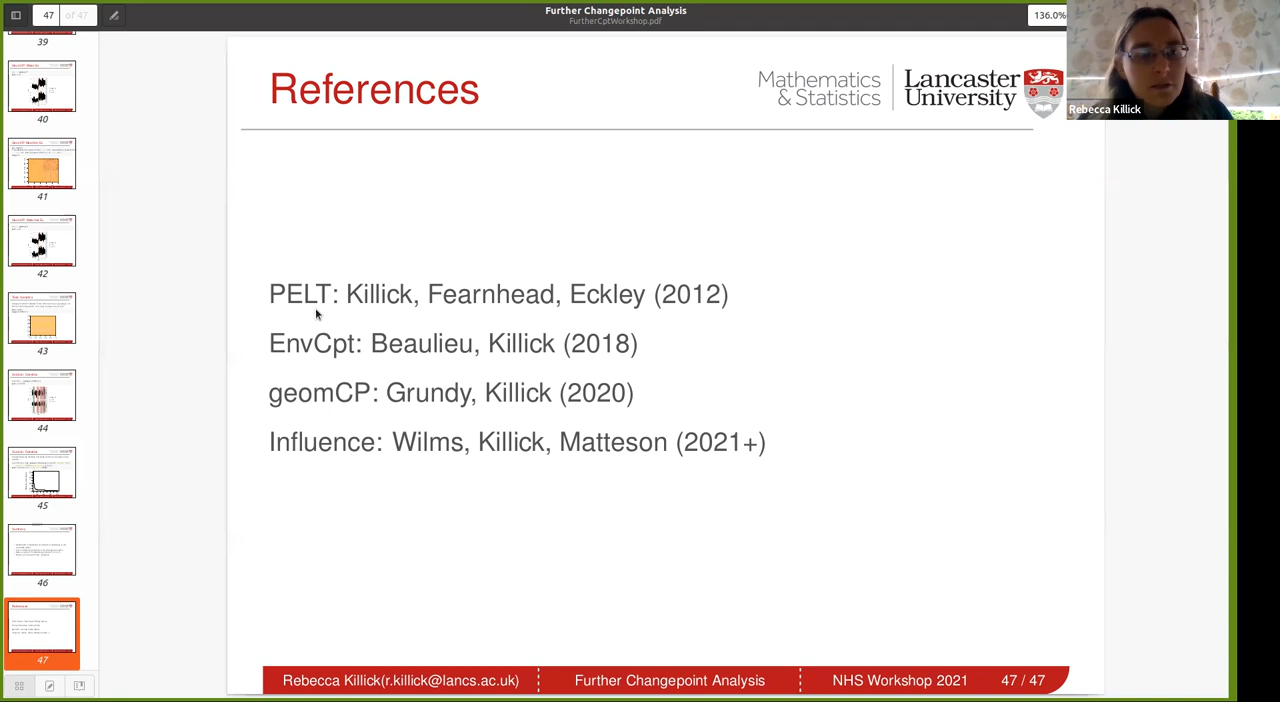 47 of 47
Further Changepoint Analysis
FurtherCptWorkshop.pdf
136.0%
Rebecca Killick
39
40
41
42
43
44
45
46
47
References
Mathematics
& Statistics
Lancaster
University
PELT: Killick, Fearnhead, Eckley (2012)
EnvCpt: Beaulieu, Killick (2018)
geomCP: Grundy, Killick (2020)
Influence: Wilms. Killick, Matteson (2021+)
Rebecca Killick(r.killick@lancs.ac.uk) Further Changepoint Analysis NHS Workshop 2021 47 / 47